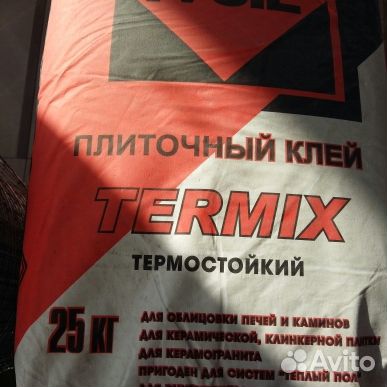 ПЛИТОЧНЫЙ КЛЕЙ
TERMIX
ТЕРМОСТОЙКИЙ
25 КГ
ДЛЯ ОБЛИЦОВКИ ПЕЧЕЙ И КАМИНОВ
ДЛЯ КЕРАМИЧЕСКОЙ, КЛИНКЕРНОЙ ПЛИТКИ
ДЛЯ КЕРАМОГРАНИТА
ПРИГОДЕН ДЛЯ СИСТЕМ "ТЕПЛЫЙ ПОЛ"
Avito